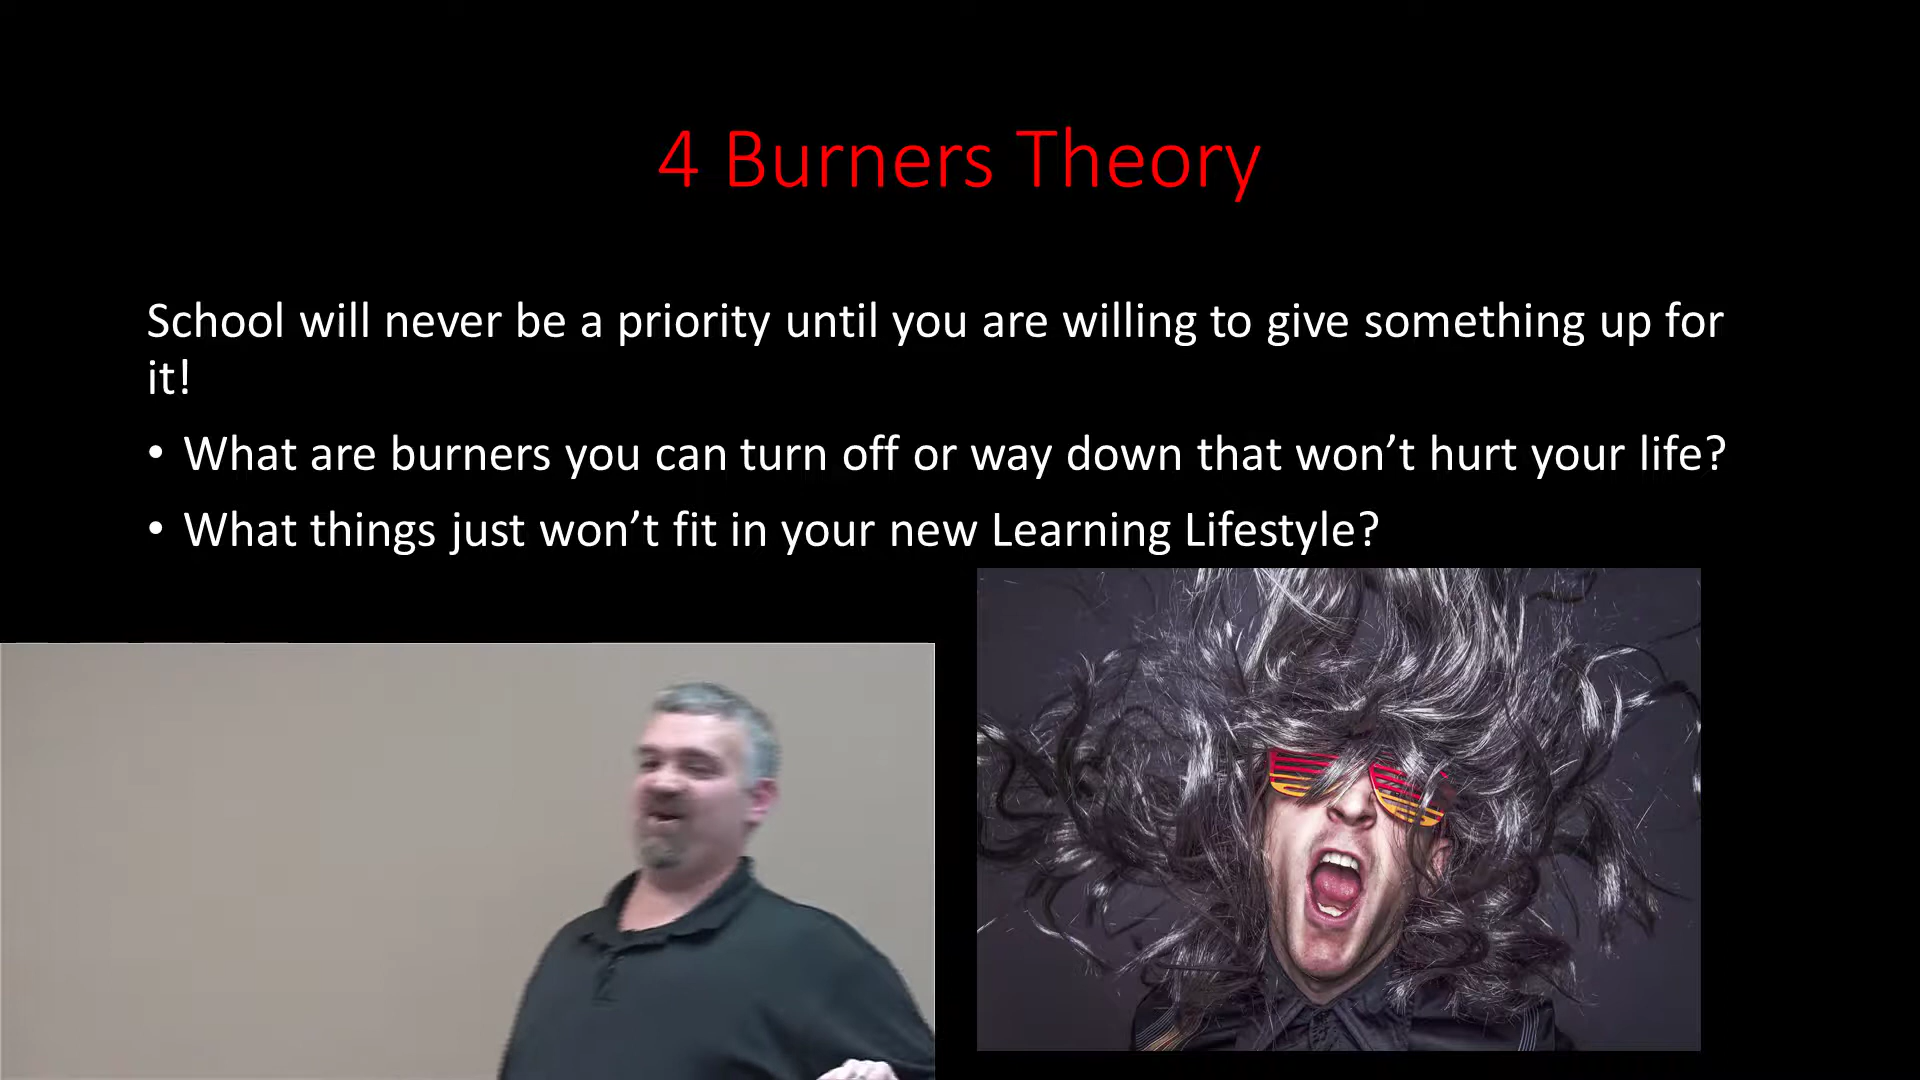 4 Burners Theory
School will never be a priority until you are willing to give something up for
it!
• What are burners you can turn off or way down that won’t hurt your life?
• What things just won’t fit in your new Learning Lifestyle?